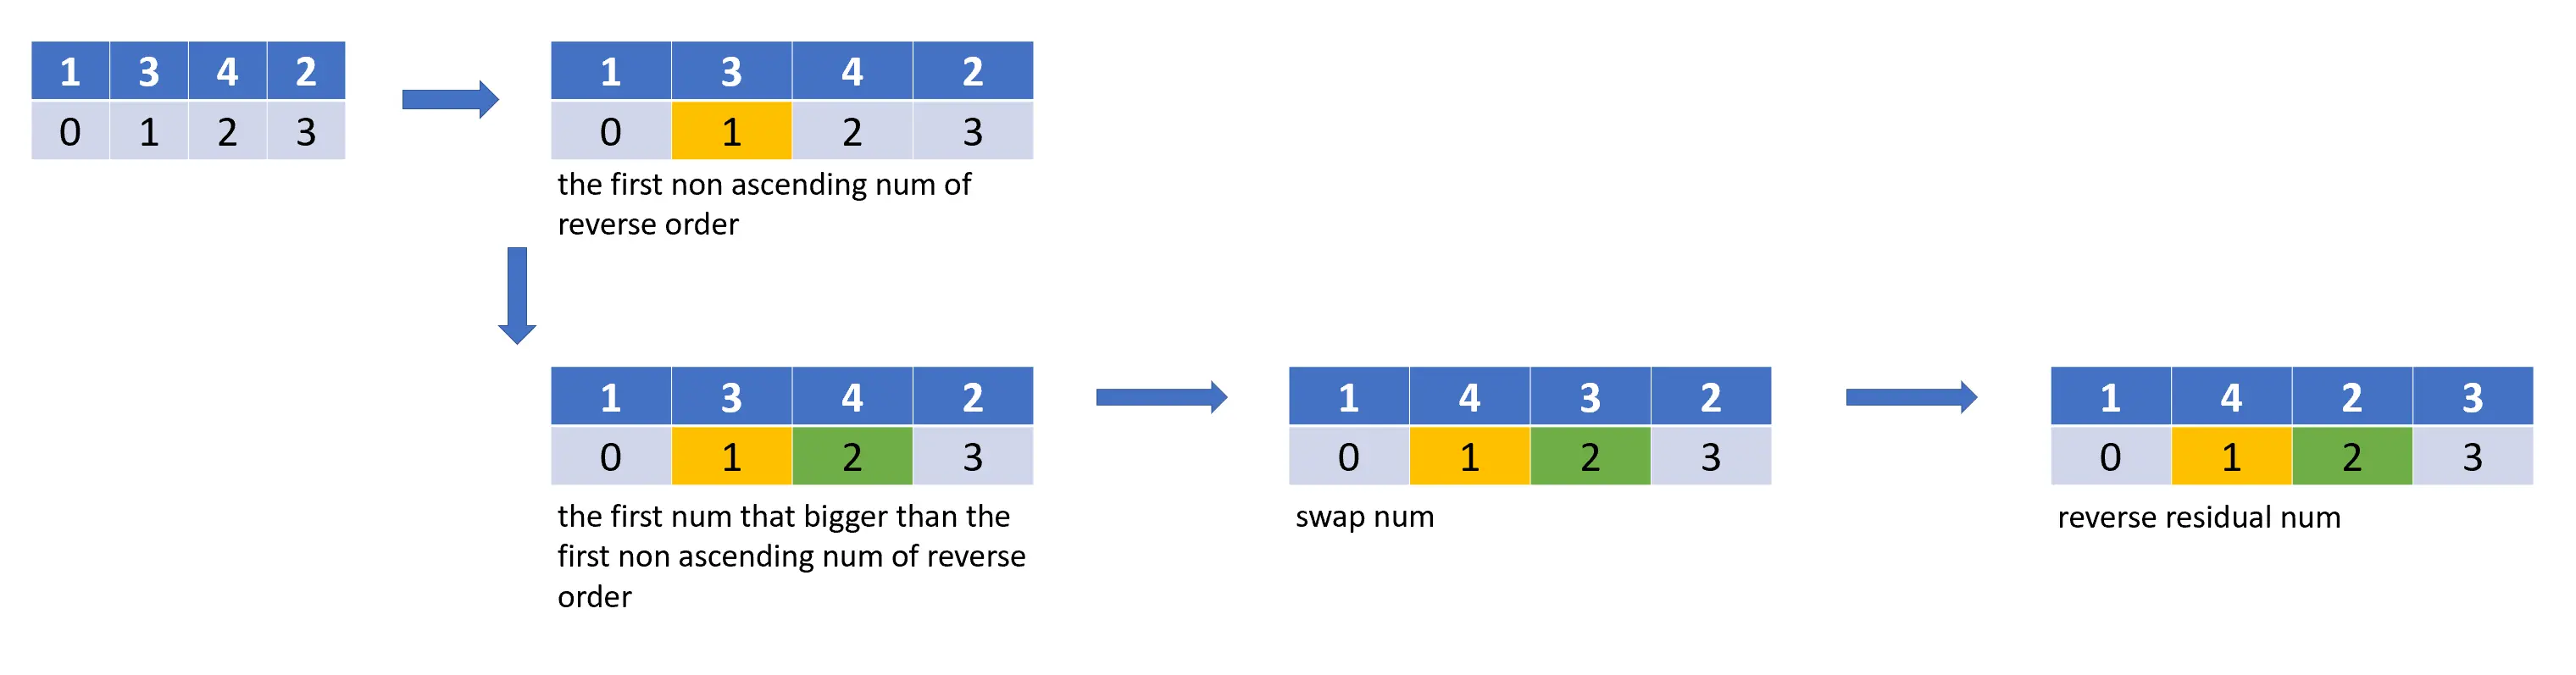 1 3 4 2
0 1 2 3
1 3 4 2
0 1 2 3
the first non ascending num of
reverse order
1 3 4 2
0 1 2 3
the first num that bigger than the
first non ascending num of reverse
order
1 4 3 2
0 1 2 3
swap num
1 4 2 3
0 1 2 3
reverse residual num